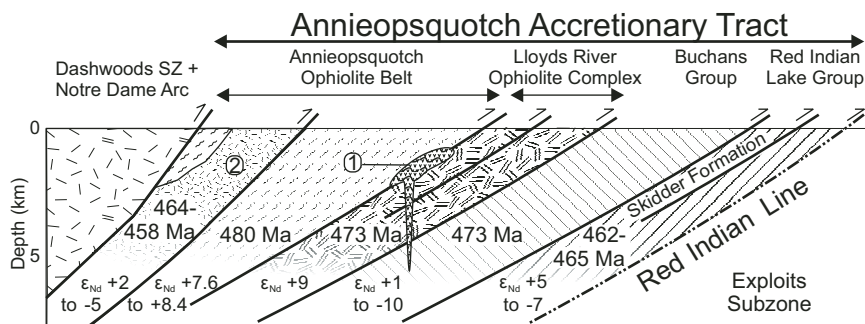 Annieopsquotch Accretionary Tract
Dashwoods SZ +
Notre Dame Arc
Annieopsquotch
Ophiolite Belt
Lloyds River
Ophiolite Complex
Buchans
Group
Red Indian
Lake Group
0
5
Depth (km)
1
2
464-
458 Ma
480 Ma
473 Ma
473 Ma
462-
465 Ma
Skidder Formation
Red Indian Line
εNd +2
to -5
εNd +7.6
to +8.4
εNd +9
εNd +1
to -10
εNd +5
to -7
Exploits
Subzone